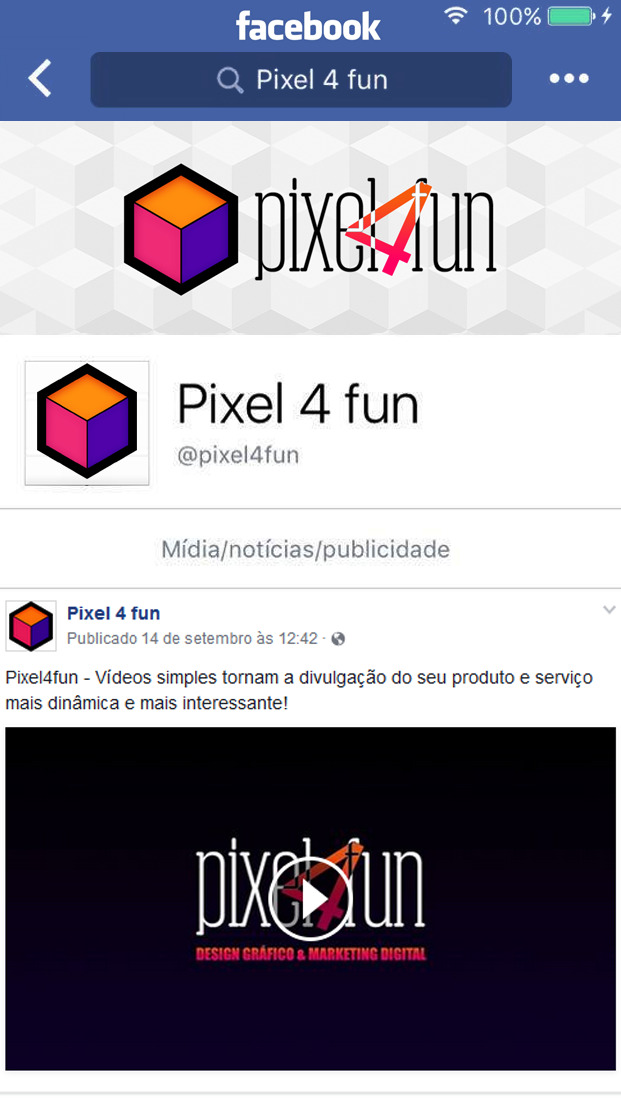 facebook
100%
Pixel 4 fun
pixel4fun
Pixel 4 fun
@pixel4fun
Mídia/notícias/publicidade
Pixel 4 fun
Publicado 14 de setembro às 12:42 ·
Pixel4fun - Vídeos simples tornam a divulgação do seu produto e serviço
mais dinâmica e mais interessante!
pixel4fun
DESIGN GRÁFICO & MARKETING DIGITAL